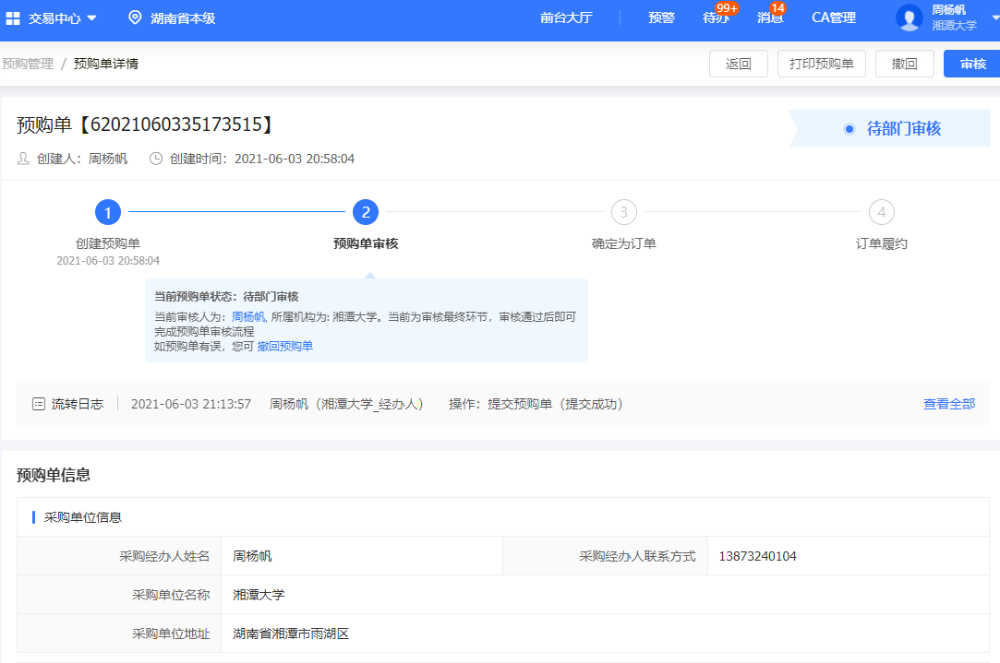 交易中心 湖南省本级 前台大厅 预警 待办 99+ 消息 14 CA管理 周杨帆
湘潭大学
预购管理 / 预购单详情 返回 打印预购单 撤回 审核
预购单【62021060335173515】
待部门审核
创建人：周杨帆 创建时间：2021-06-03 20:58:04
1 2 3 4
创建预购单 预购单审核 确定为订单 订单履约
2021-06-03 20:58:04
当前预购单状态：待部门审核
当前审核人为：周杨帆, 所属机构为: 湘潭大学。当前为审核最终环节，审核通过后即可
完成预购单审核流程
如预购单有误，您可 撤回预购单
流转日志 2021-06-03 21:13:57 周杨帆（湘潭大学_经办人） 操作：提交预购单（提交成功） 查看全部
预购单信息
采购单位信息
采购经办人姓名 周杨帆 采购经办人联系方式 13873240104
采购单位名称 湘潭大学
采购单位地址 湖南省湘潭市雨湖区